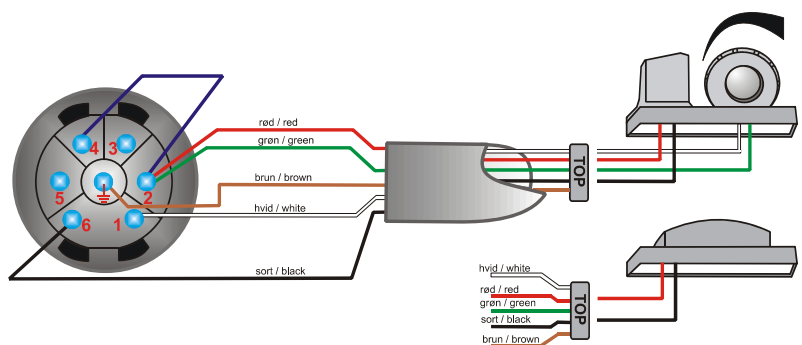 4
3
5
2
6
1
rød / red
grøn / green
brun / brown
hvid / white
sort / black
TOP
hvid / white
rød / red
grøn / green
sort / black
brun / brown
TOP